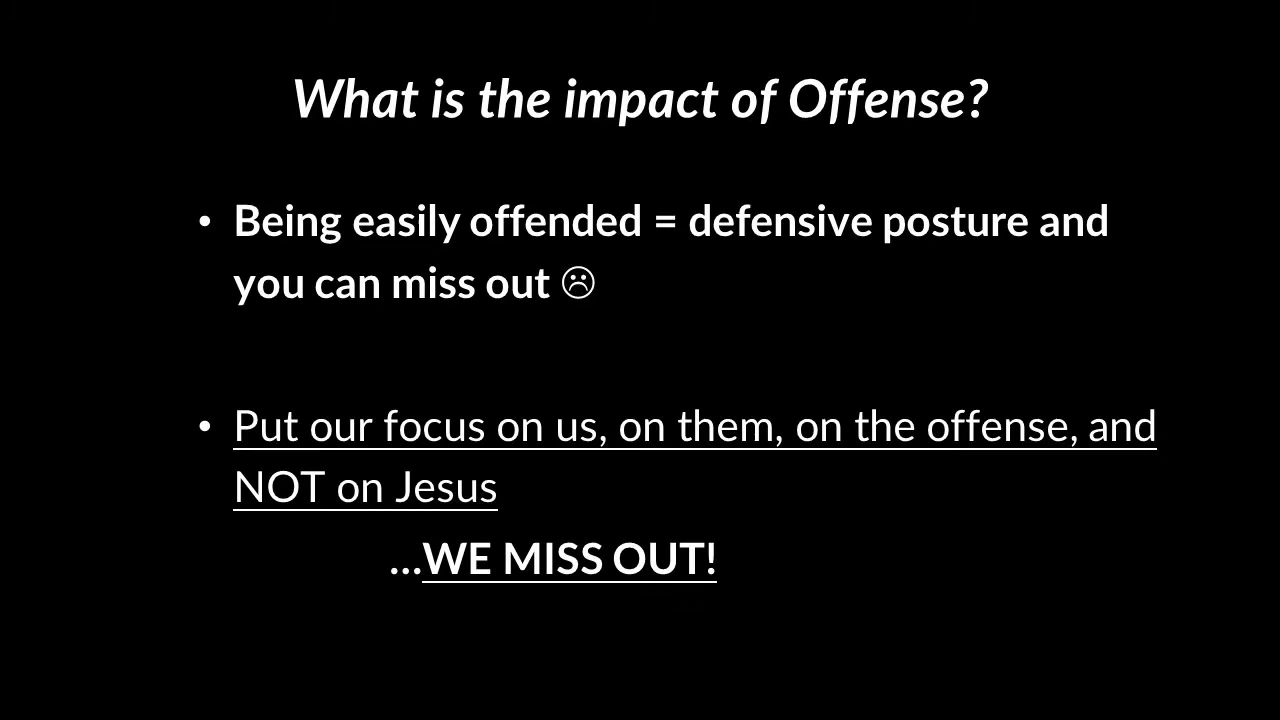 What is the impact of Offense?
• Being easily offended = defensive posture and
you can miss out ☹
• Put our focus on us, on them, on the offense, and
NOT on Jesus
...WE MISS OUT!